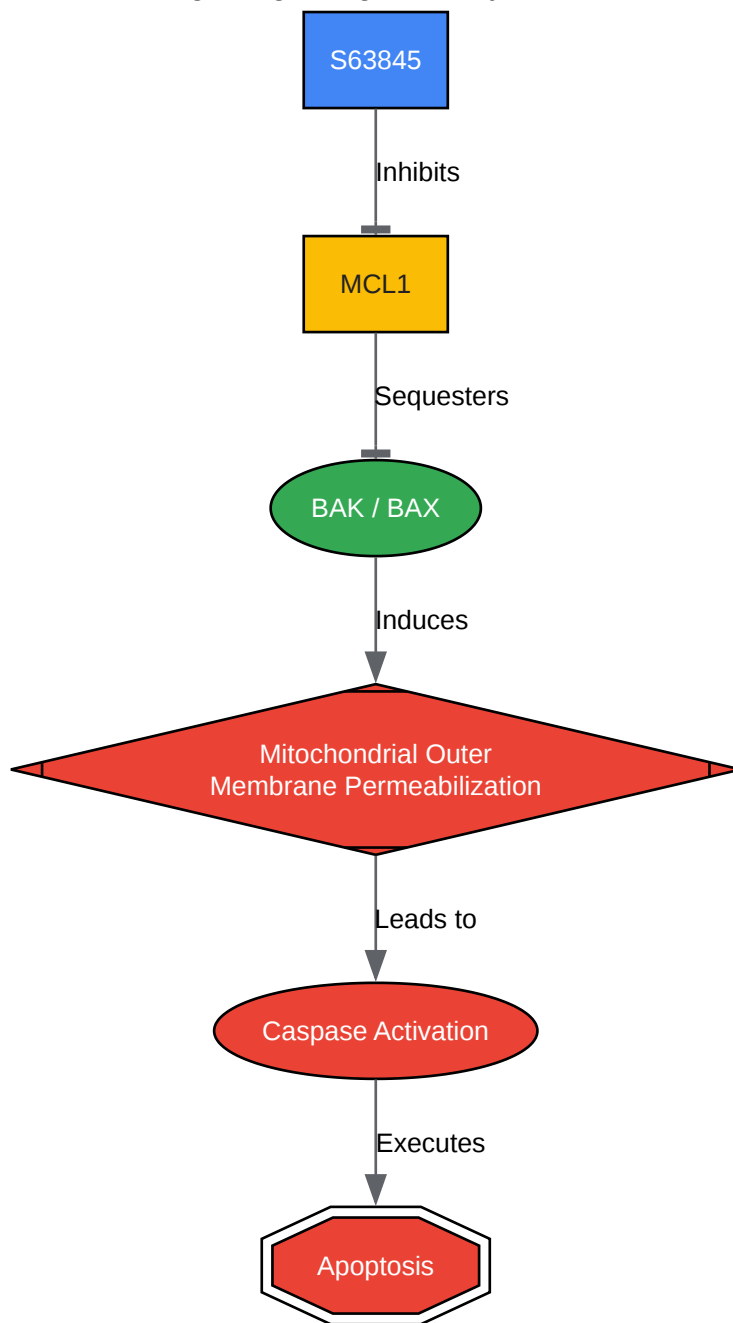 S63845
Inhibits
MCL1
Sequesters
BAK / BAX
Induces
Mitochondrial Outer
Membrane Permeabilization
Leads to
Caspase Activation
Executes
Apoptosis